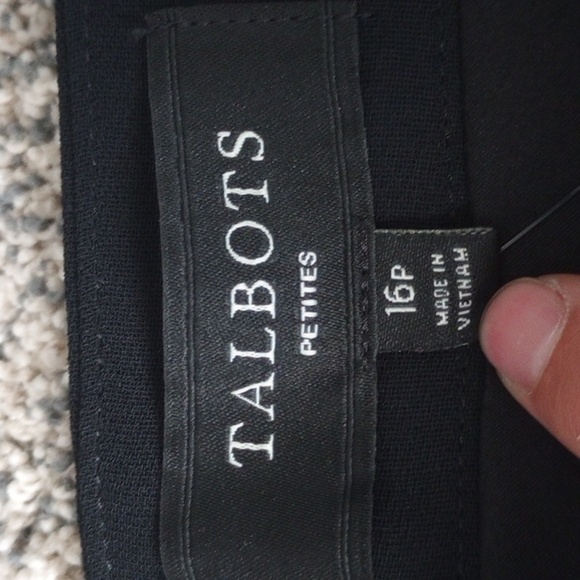 TALBOTS
PETITES
16P
MADE IN
VIETNAM